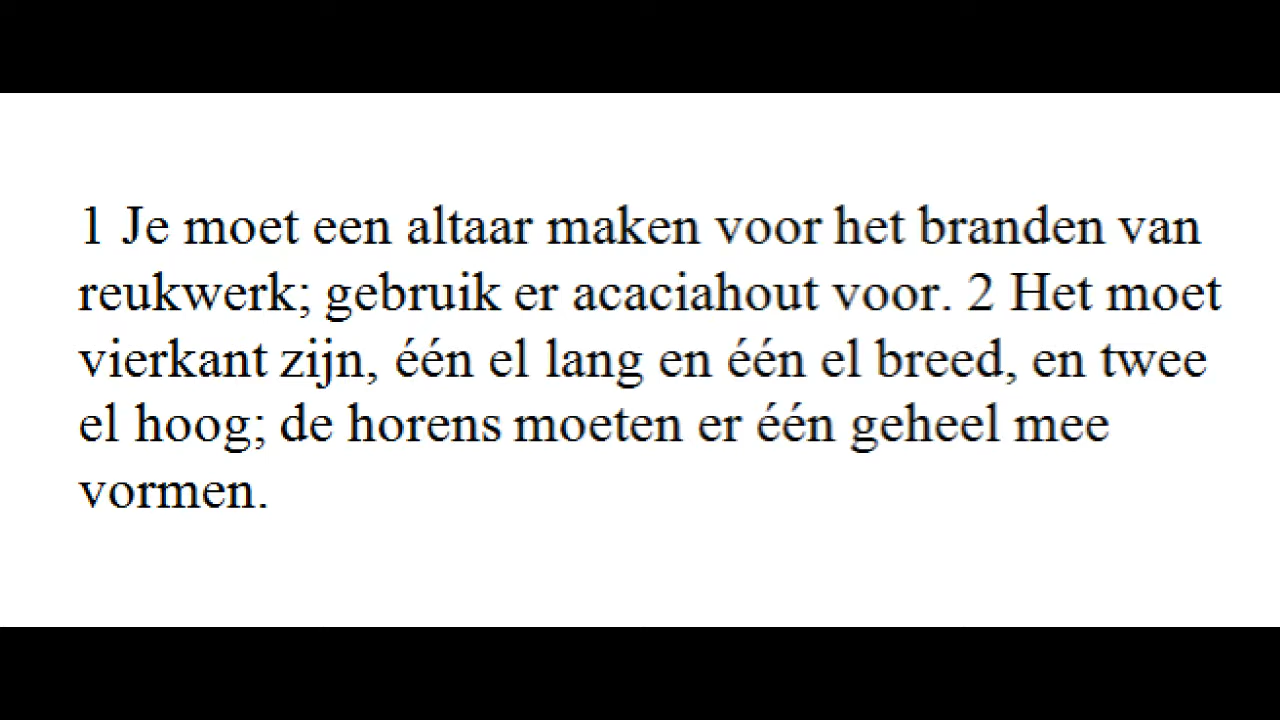 1 Je moet een altaar maken voor het branden van
reukwerk; gebruik er acaciahout voor. 2 Het moet
vierkant zijn, één el lang en één el breed, en twee
el hoog; de horens moeten er één geheel mee
vormen.